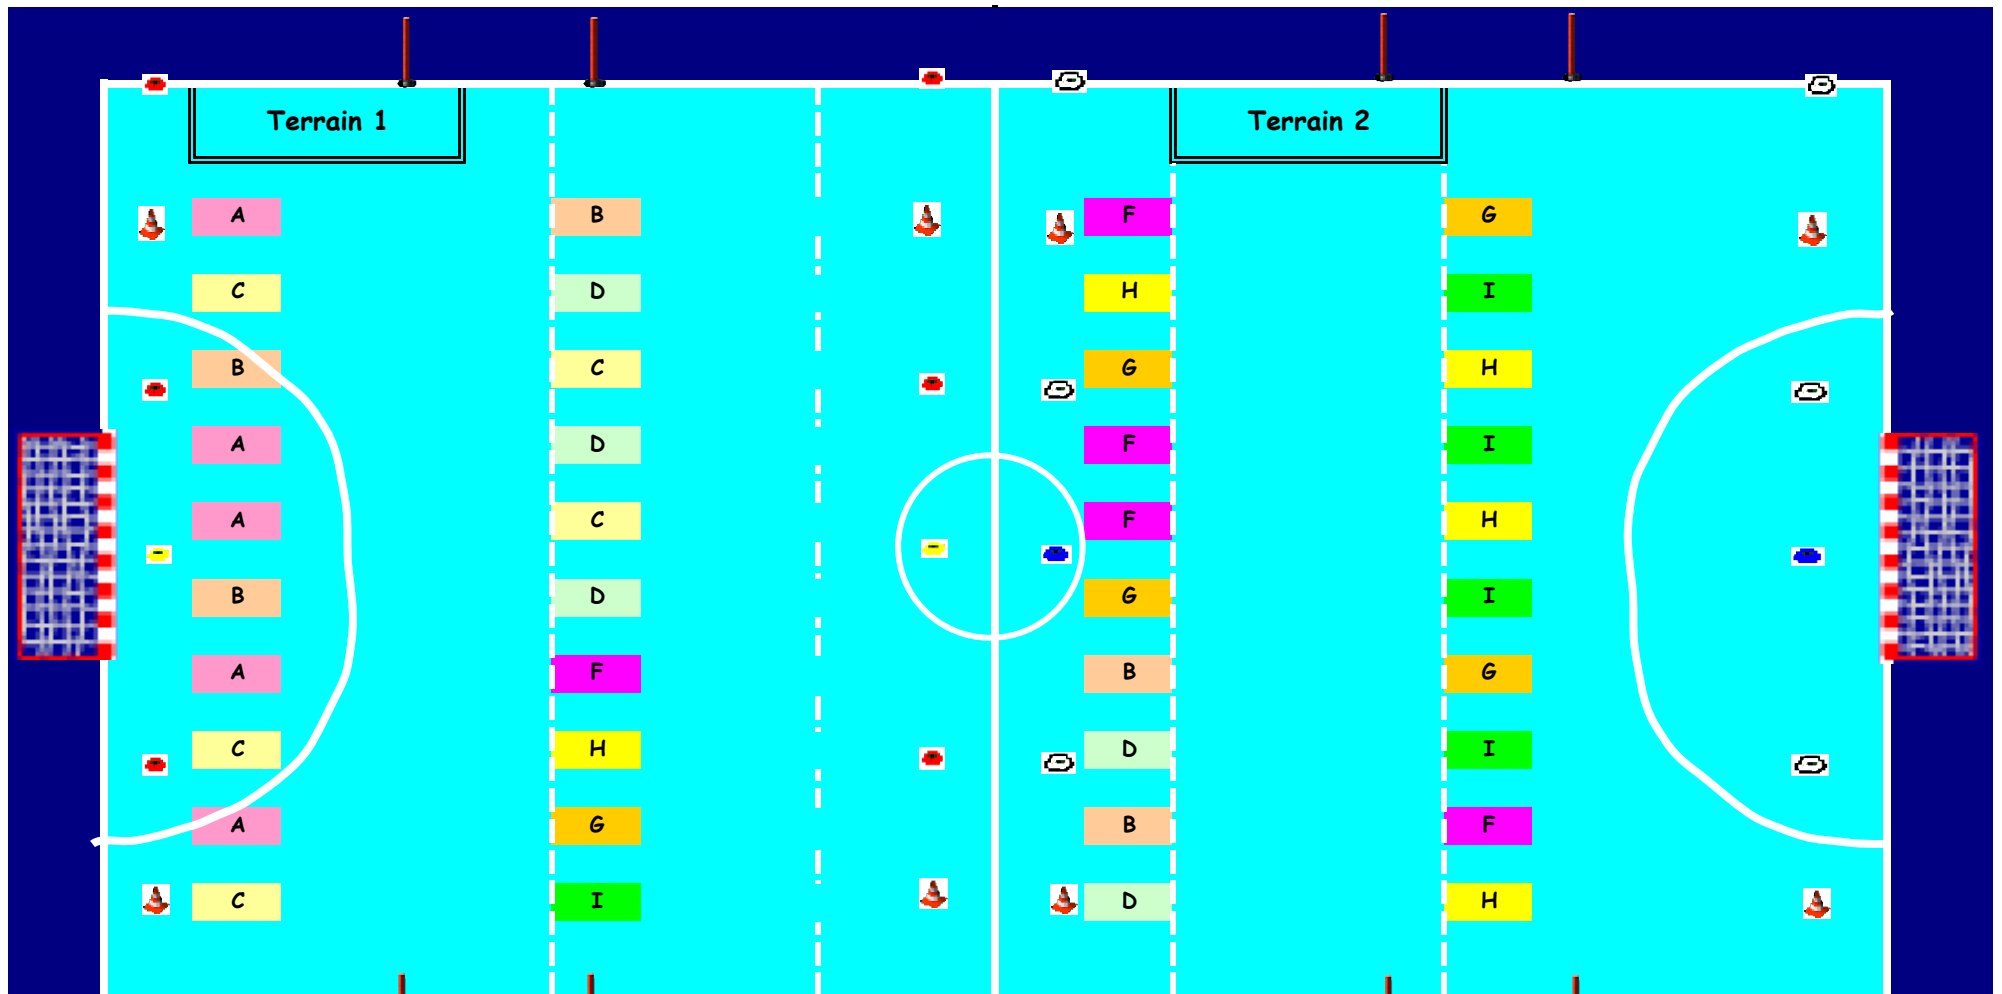 Terrain 1 Terrain 2
A B F G
C D H I
B C G H
A D F I
A C F H
B D G I
A F B G
C H D I
A G B F
C I D H